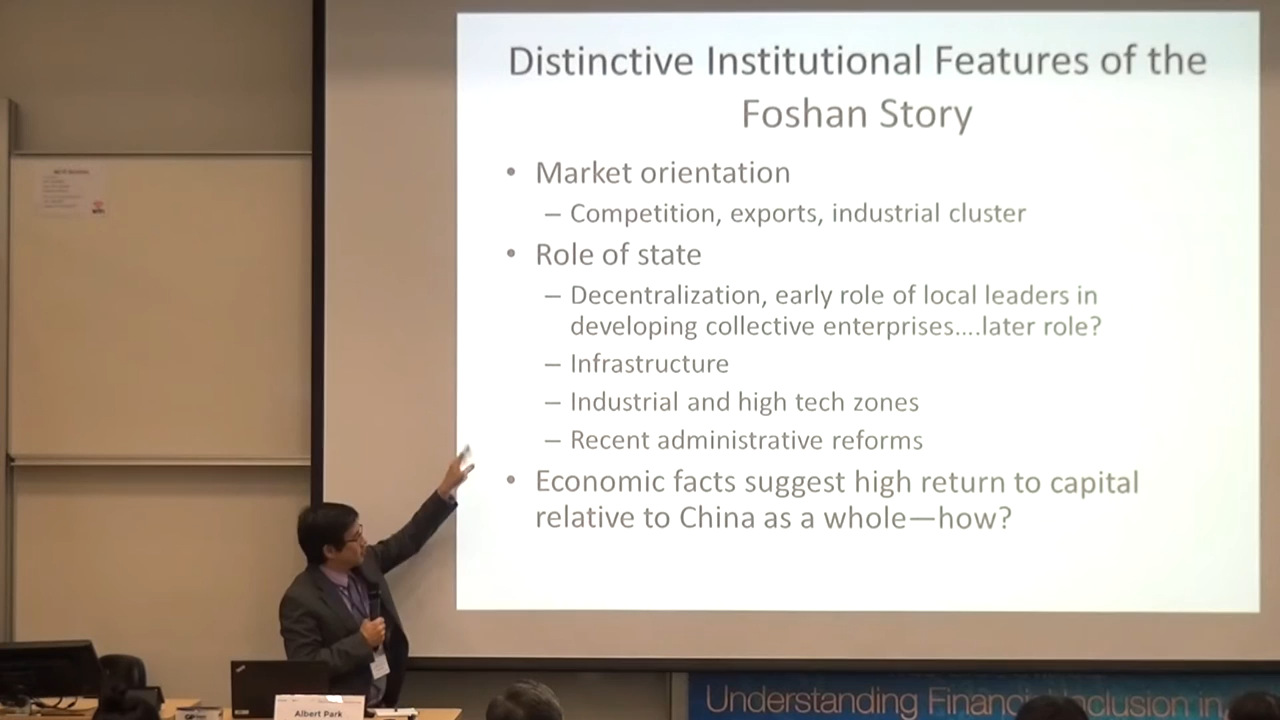 Distinctive Institutional Features of the
Foshan Story
• Market orientation
– Competition, exports, industrial cluster
• Role of state
– Decentralization, early role of local leaders in
developing collective enterprises....later role?
– Infrastructure
– Industrial and high tech zones
– Recent administrative reforms
• Economic facts suggest high return to capital
relative to China as a whole—how?
Albert Park
Understanding Financial Inclusion in